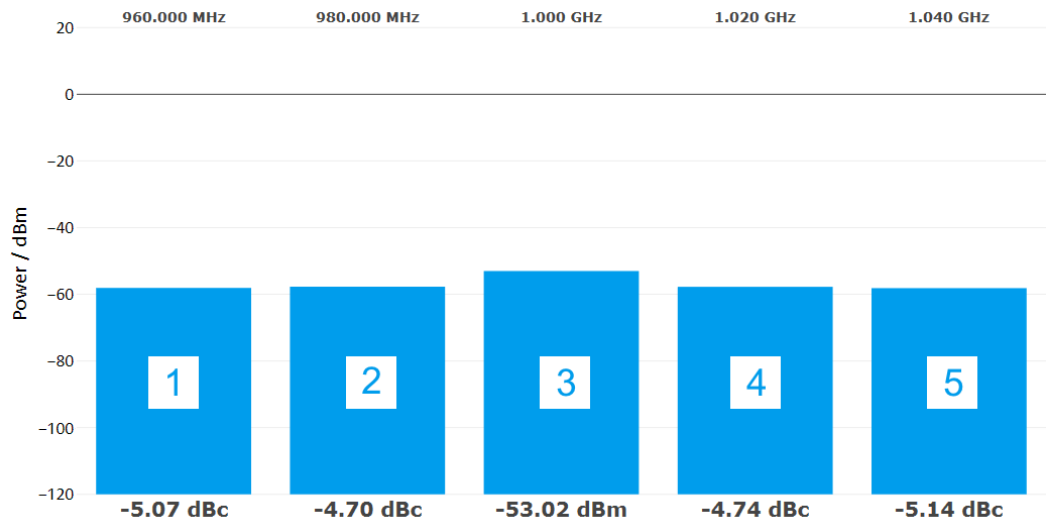 960.000 MHz 980.000 MHz 1.000 GHz 1.020 GHz 1.040 GHz
20
0
−20
−40
−60
−80
−100
−120
Power / dBm
1 2 3 4 5
-5.07 dBc -4.70 dBc -53.02 dBm -4.74 dBc -5.14 dBc